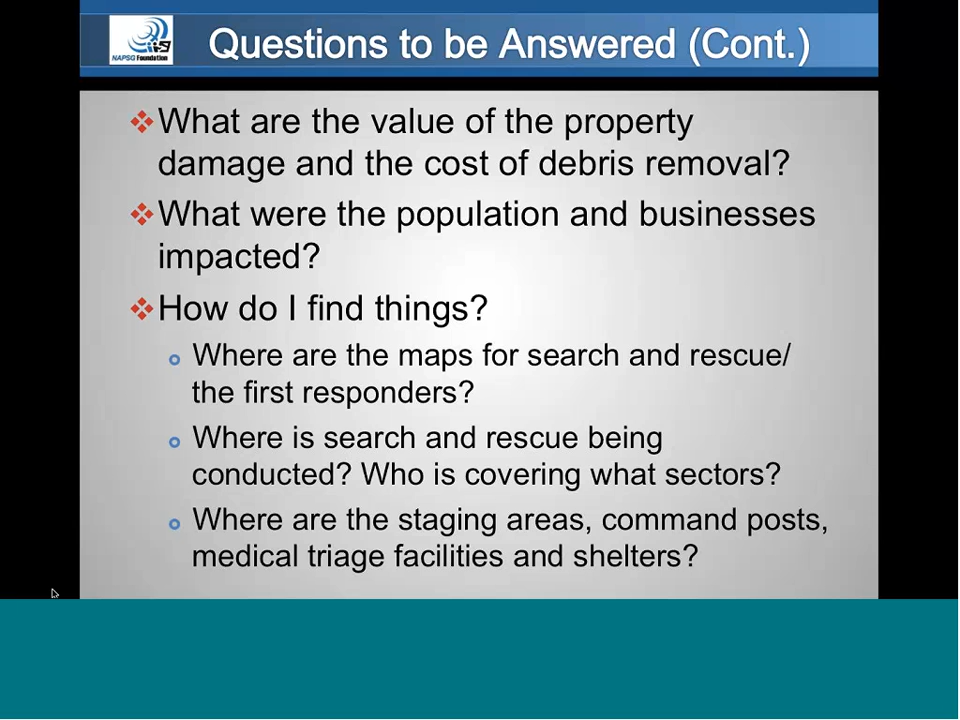 NAPSG Foundation
Questions to be Answered (Cont.)
What are the value of the property
damage and the cost of debris removal?
What were the population and businesses
impacted?
How do I find things?
Where are the maps for search and rescue/
the first responders?
Where is search and rescue being
conducted? Who is covering what sectors?
Where are the staging areas, command posts,
medical triage facilities and shelters?